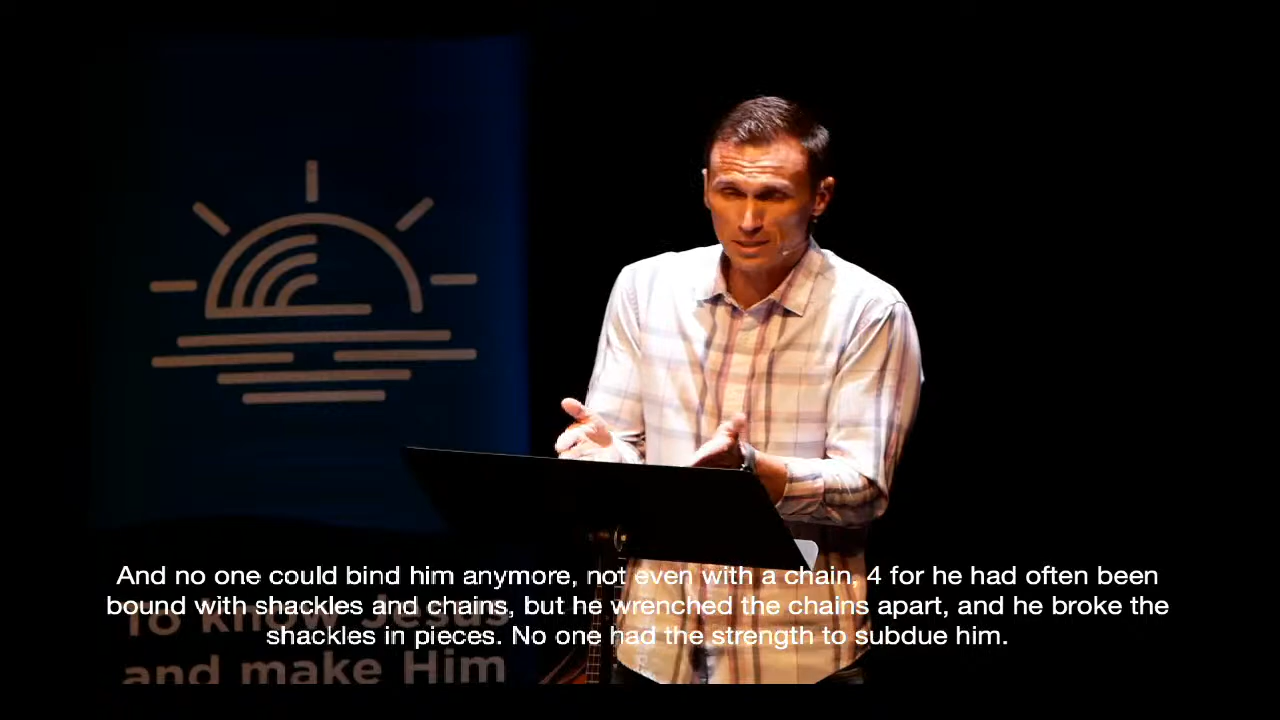 And no one could bind him anymore, not even with a chain, 4 for he had often been
bound with shackles and chains, but he wrenched the chains apart, and he broke the
shackles in pieces. No one had the strength to subdue him.
To know Jesus
and make Him